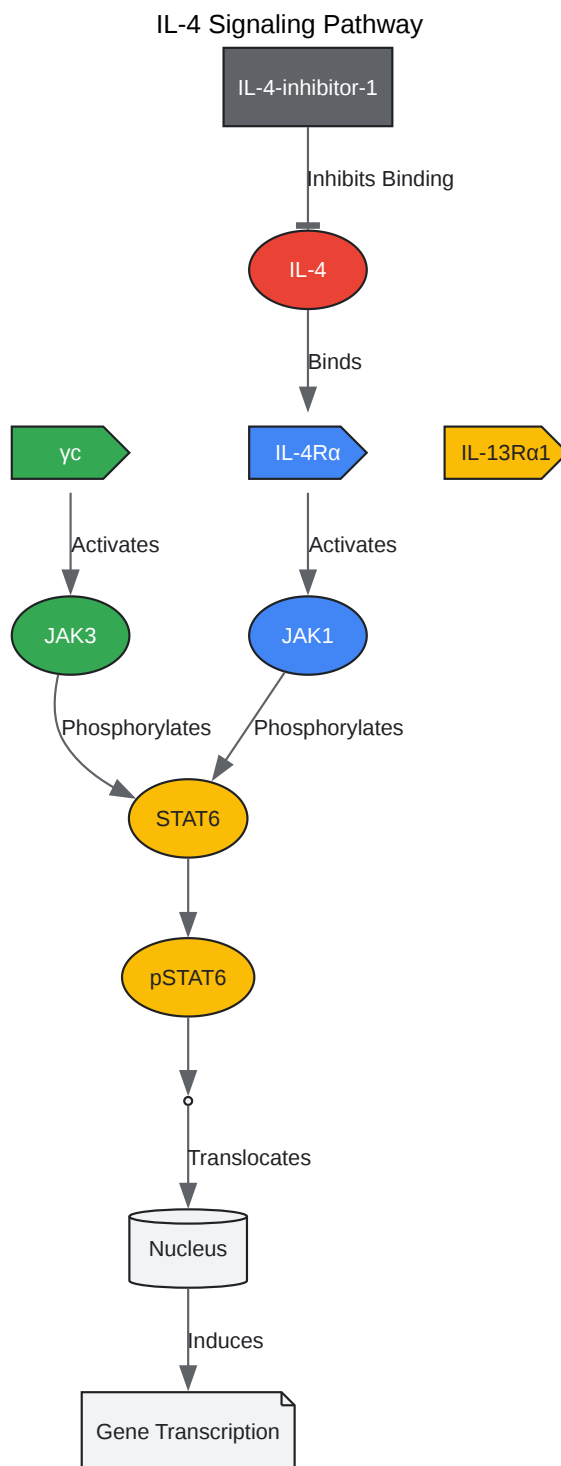 IL-4 Signaling Pathway
IL-4-inhibitor-1
Inhibits Binding
IL-4
Binds
γc
IL-4Rα
IL-13Rα1
Activates
Activates
JAK3
JAK1
Phosphorylates
Phosphorylates
STAT6
pSTAT6
Translocates
Nucleus
Induces
Gene Transcription